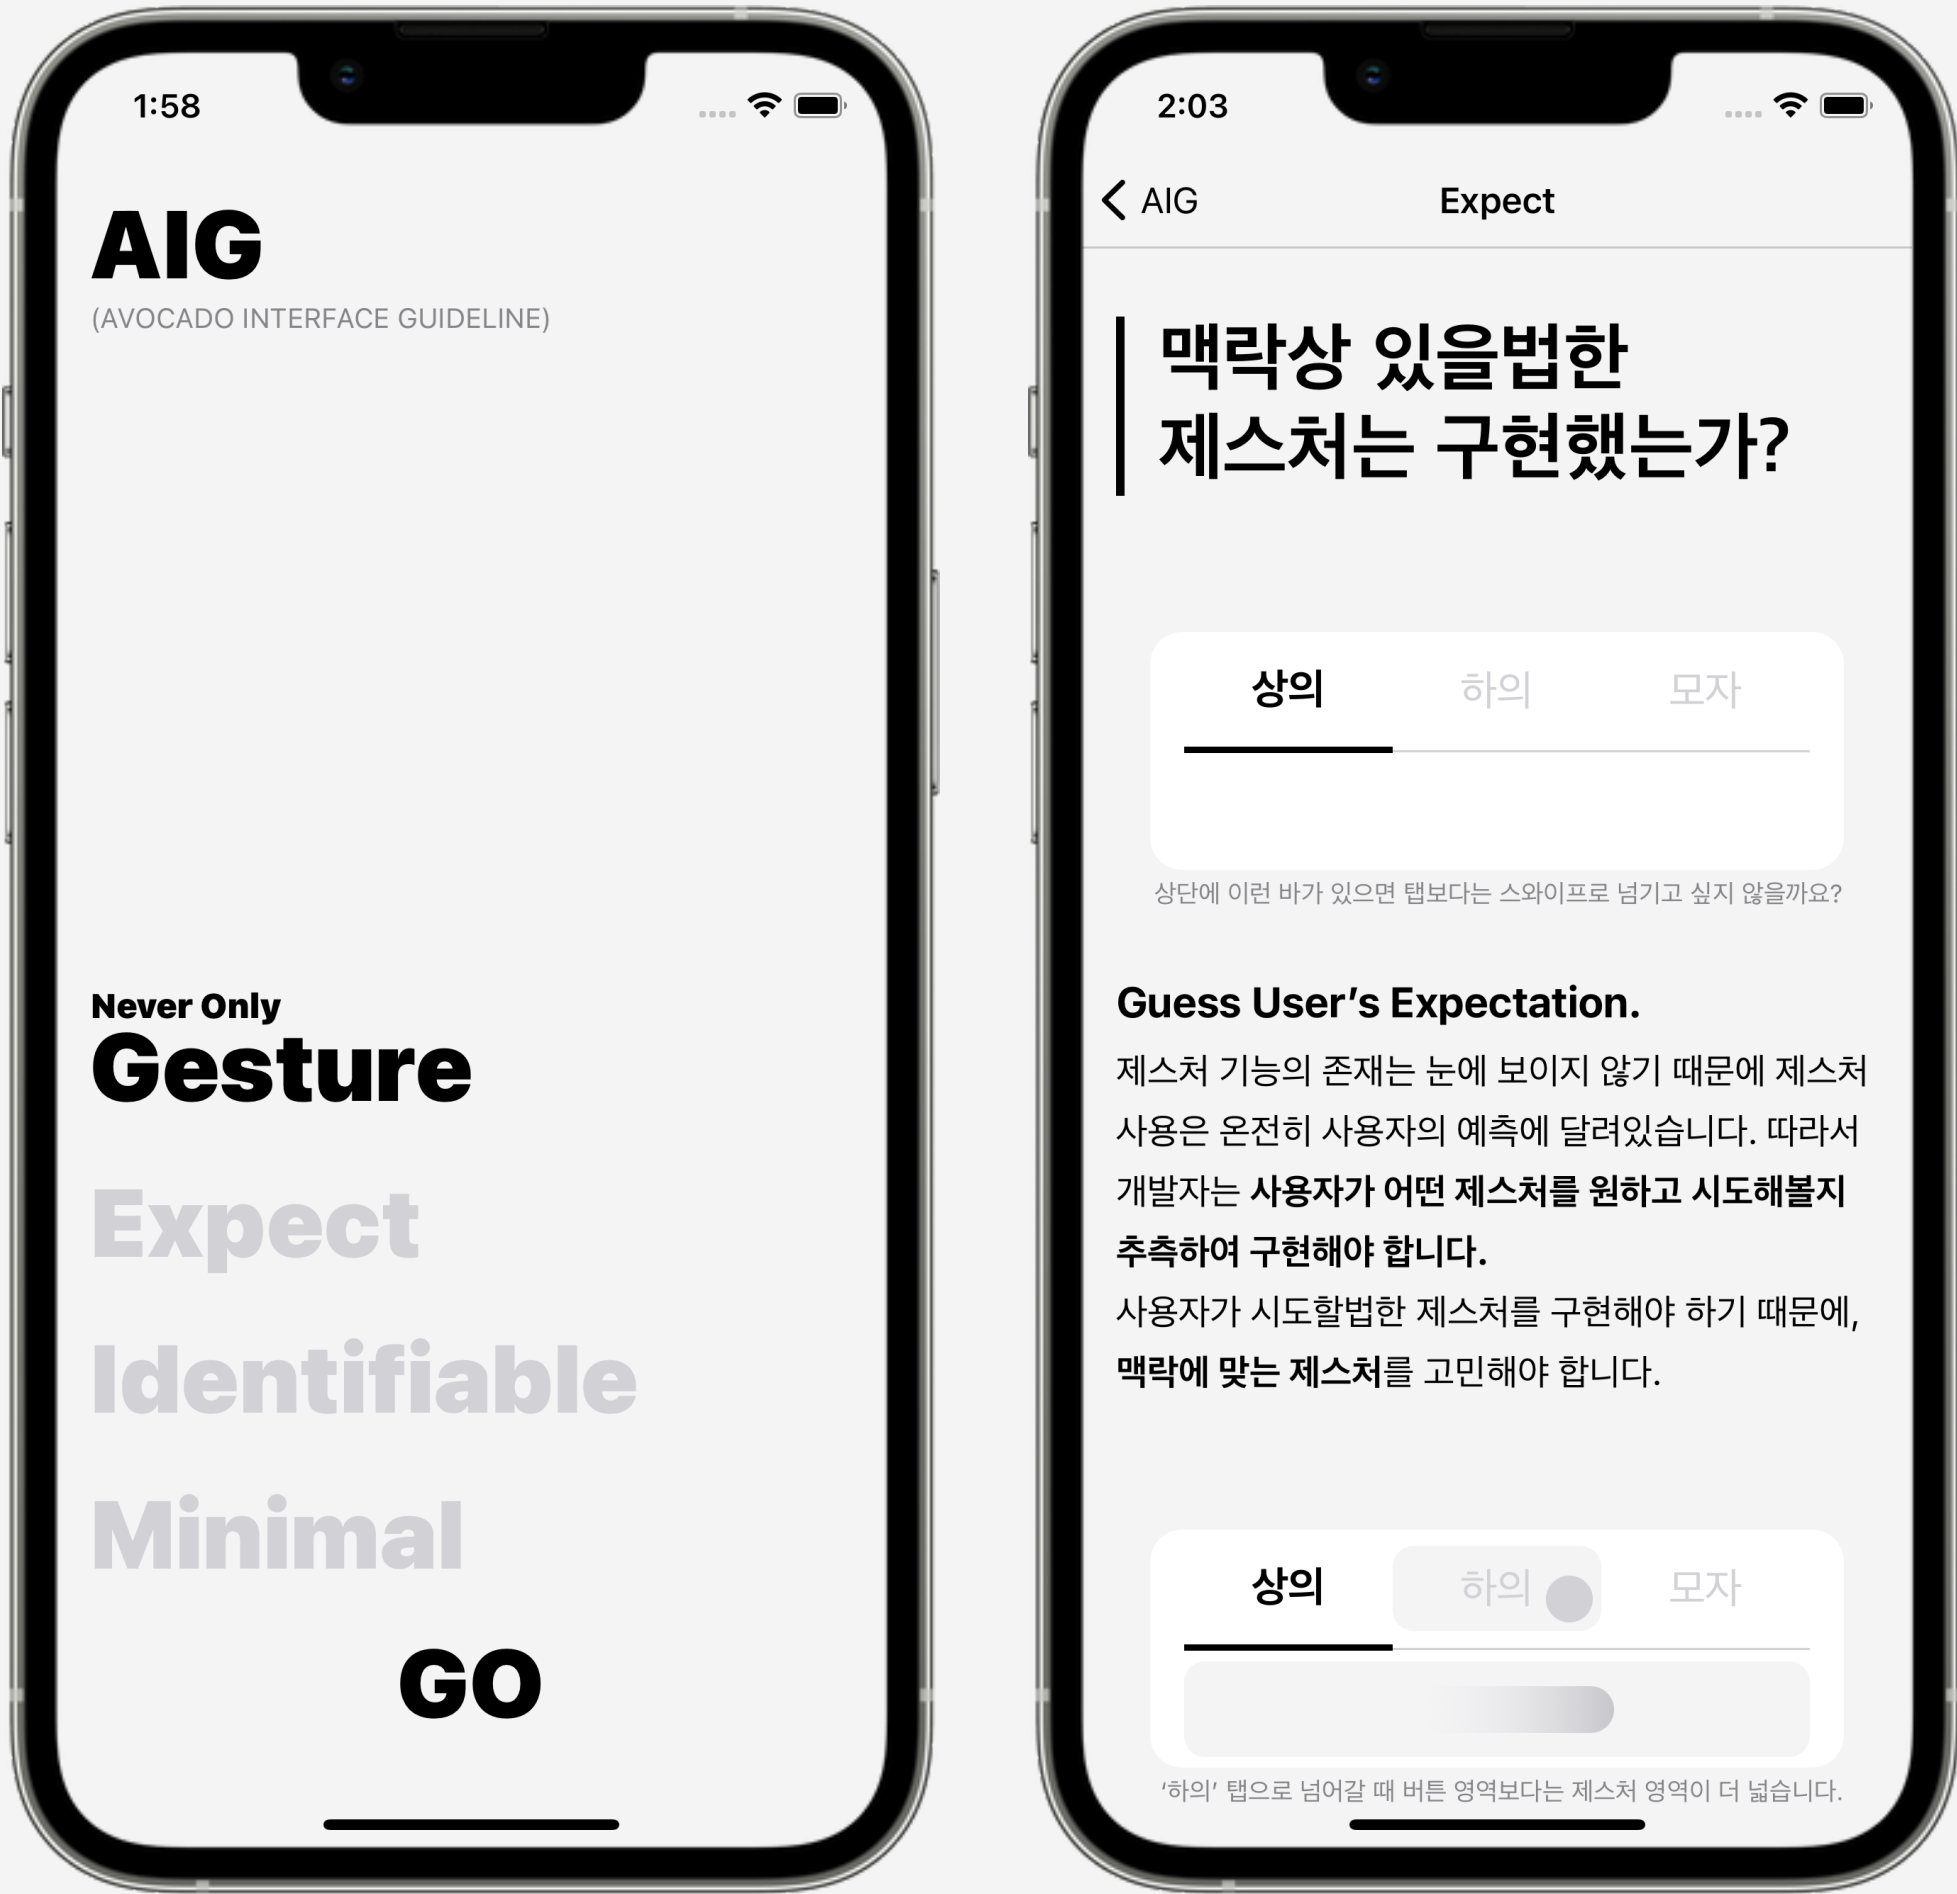 1:58
AIG
(AVOCADO INTERFACE GUIDELINE)
Never Only
Gesture
Expect
Identifiable
Minimal
GO
2:03
AIG
Expect
맥락상 있을법한
제스처는 구현했는가?
상의 하의 모자
상단에 이런 바가 있으면 탭보다는 스와이프로 넘기고 싶지 않을까요?
Guess User’s Expectation.
제스처 기능의 존재는 눈에 보이지 않기 때문에 제스처
사용은 온전히 사용자의 예측에 달려있습니다. 따라서
개발자는 사용자가 어떤 제스처를 원하고 시도해볼지
추측하여 구현해야 합니다.
사용자가 시도할법한 제스처를 구현해야 하기 때문에,
맥락에 맞는 제스처를 고민해야 합니다.
상의 하의 모자
‘하의’ 탭으로 넘어갈 때 버튼 영역보다는 제스처 영역이 더 넓습니다.